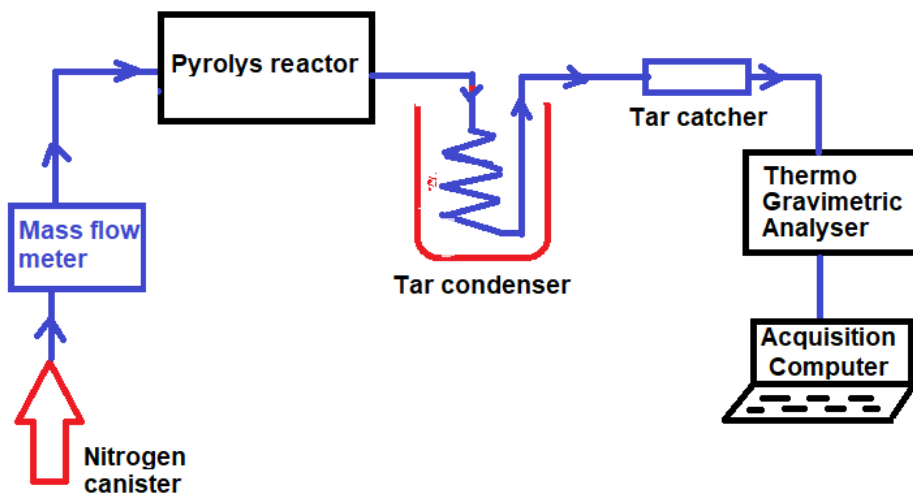 Pyrolys reactor
Tar catcher
Thermo
Gravimetric
Analyser
Mass flow
meter
Tar condenser
Acquisition
Computer
Nitrogen
canister